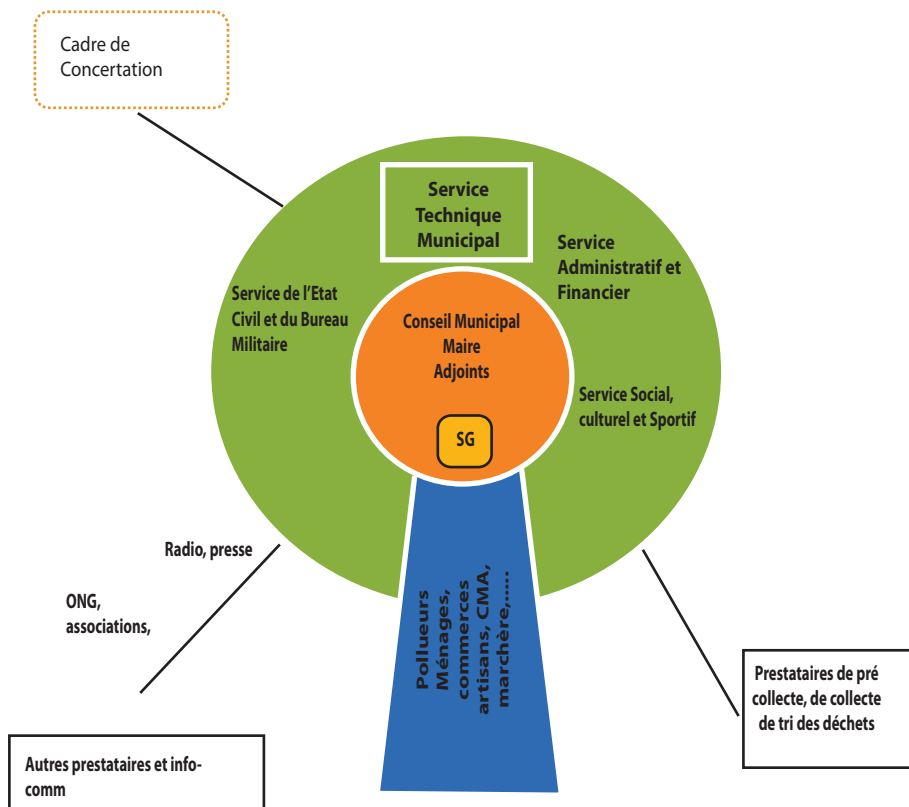 Cadre de
Concertation
Service
Technique
Municipal
Service
Administratif et
Financier
Service de l'Etat
Civil et du Bureau
Militaire
Conseil Municipal
Maire
Adjoints
Service Social,
culturel et Sportif
SG
Radio, presse
ONG,
associations,
Pollueurs
Ménages,
commerces
artisans, CMA,
marchère,.....
Prestataires de pré
collecte, de collecte
de tri des déchets
Autres prestataires et info-
comm